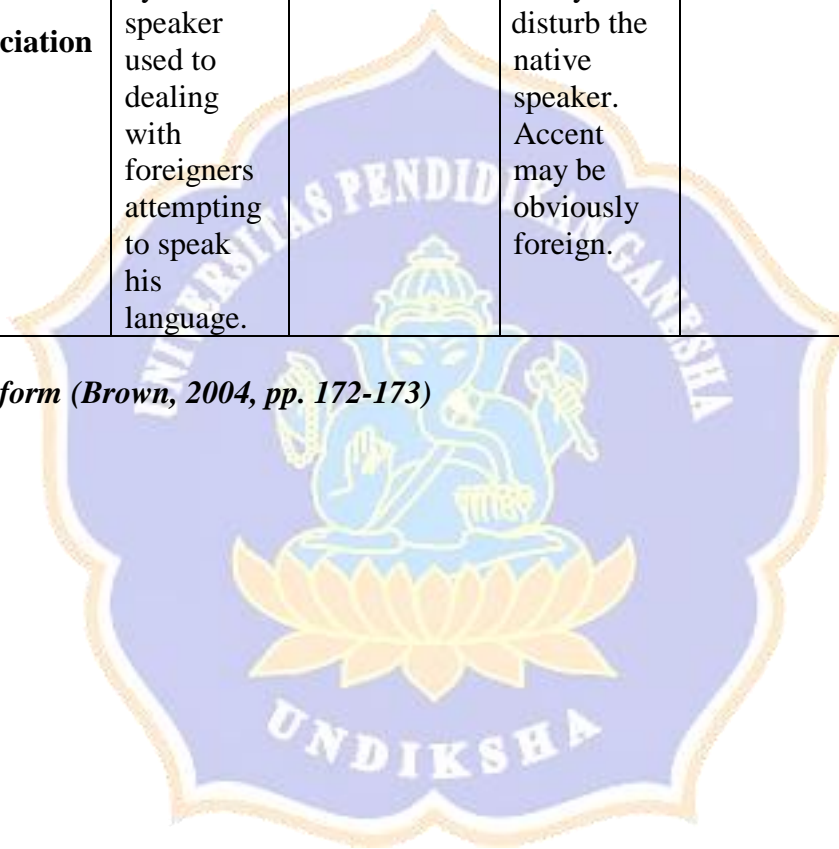 ciation
speaker
used to
dealing
with
foreigners
attempting
to speak
his
language.
disturb the
native
speaker.
Accent
may be
obviously
foreign.
form (Brown, 2004, pp. 172-173)
UNIVERSITAS PENDIDIKAN GANESHA
UNDIKSHA